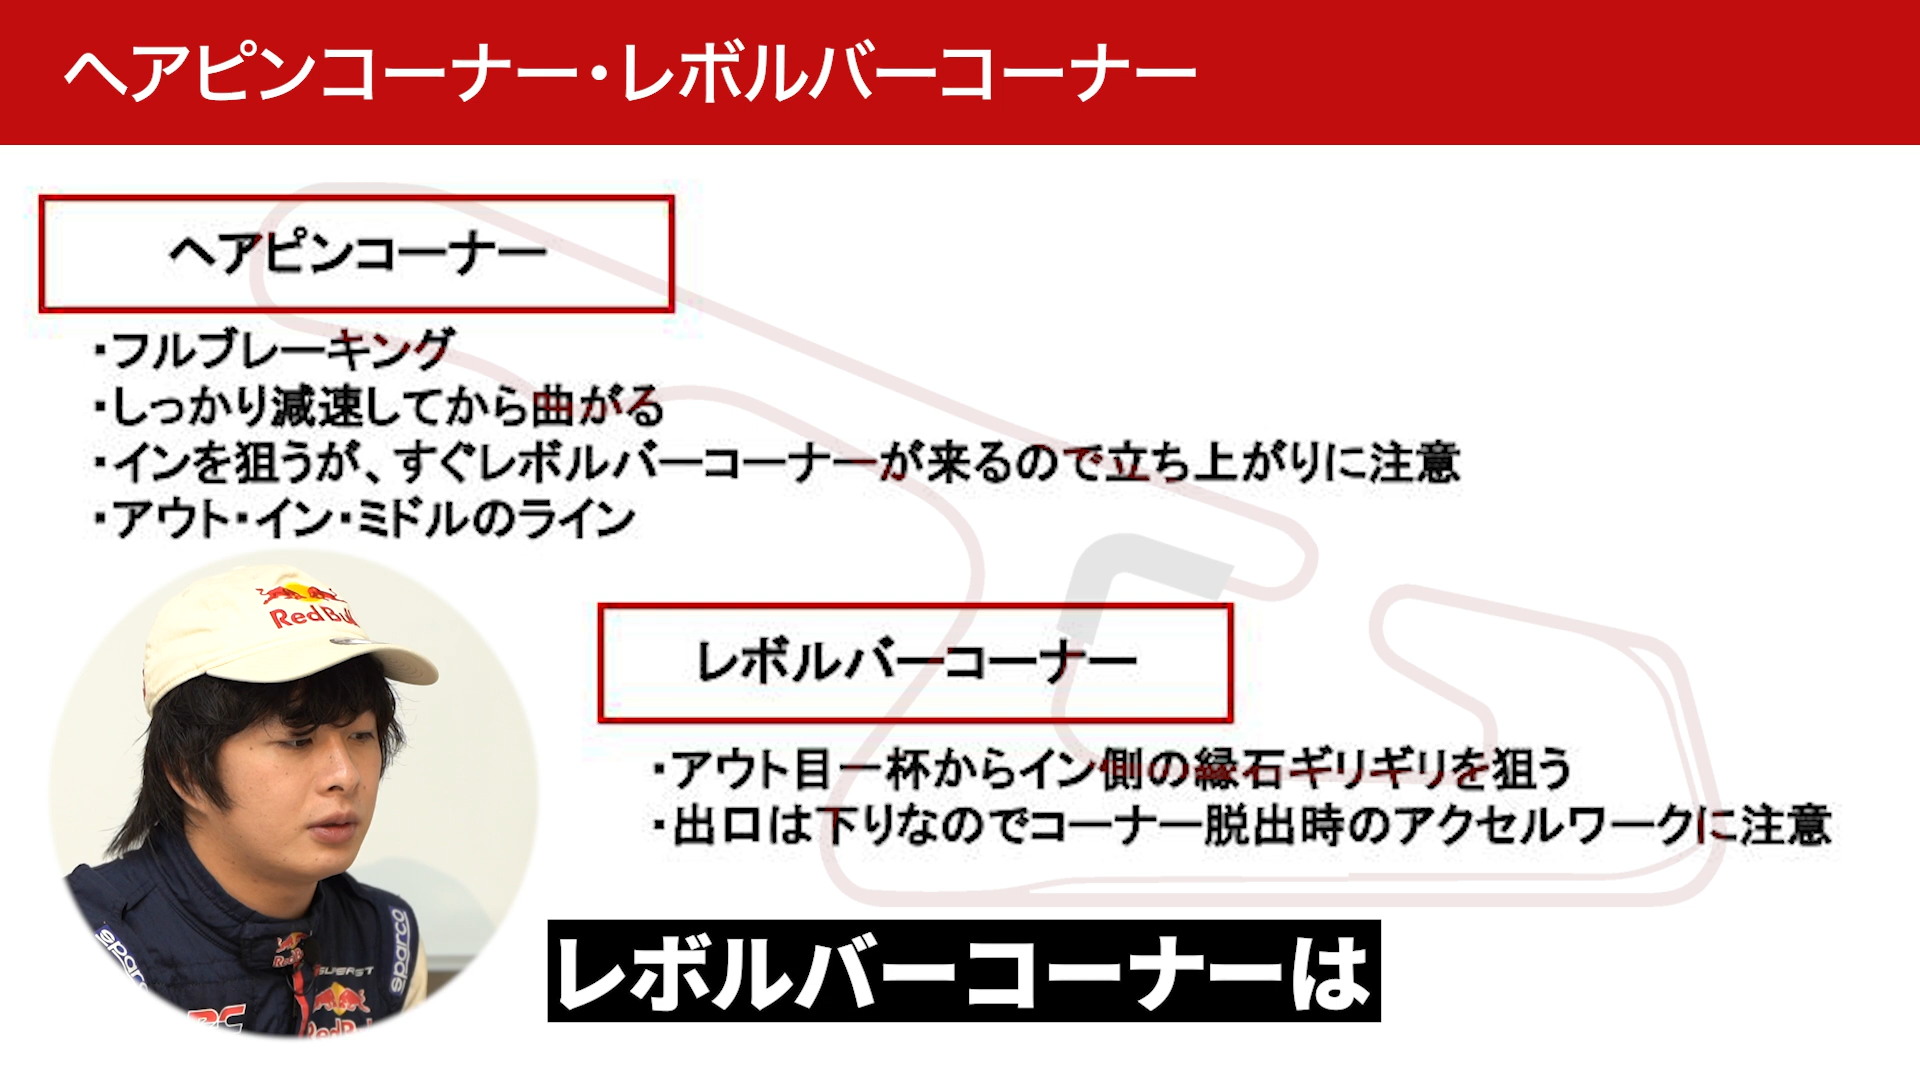 ヘアピンコーナー・レボルバーコーナー
ヘアピンコーナー
・フルブレーキング
・しっかり減速してから曲がる
・インを狙うが、すぐレボルバーコーナーが来るので立ち上がりに注意
・アウト・イン・ミドルのライン
Red Bull
レボルバーコーナー
・アウト目一杯からイン側の縁石ギリギリを狙う
・出口は下りなのでコーナー脱出時のアクセルワークに注意
sparco
sparco
レボルバーコーナーは